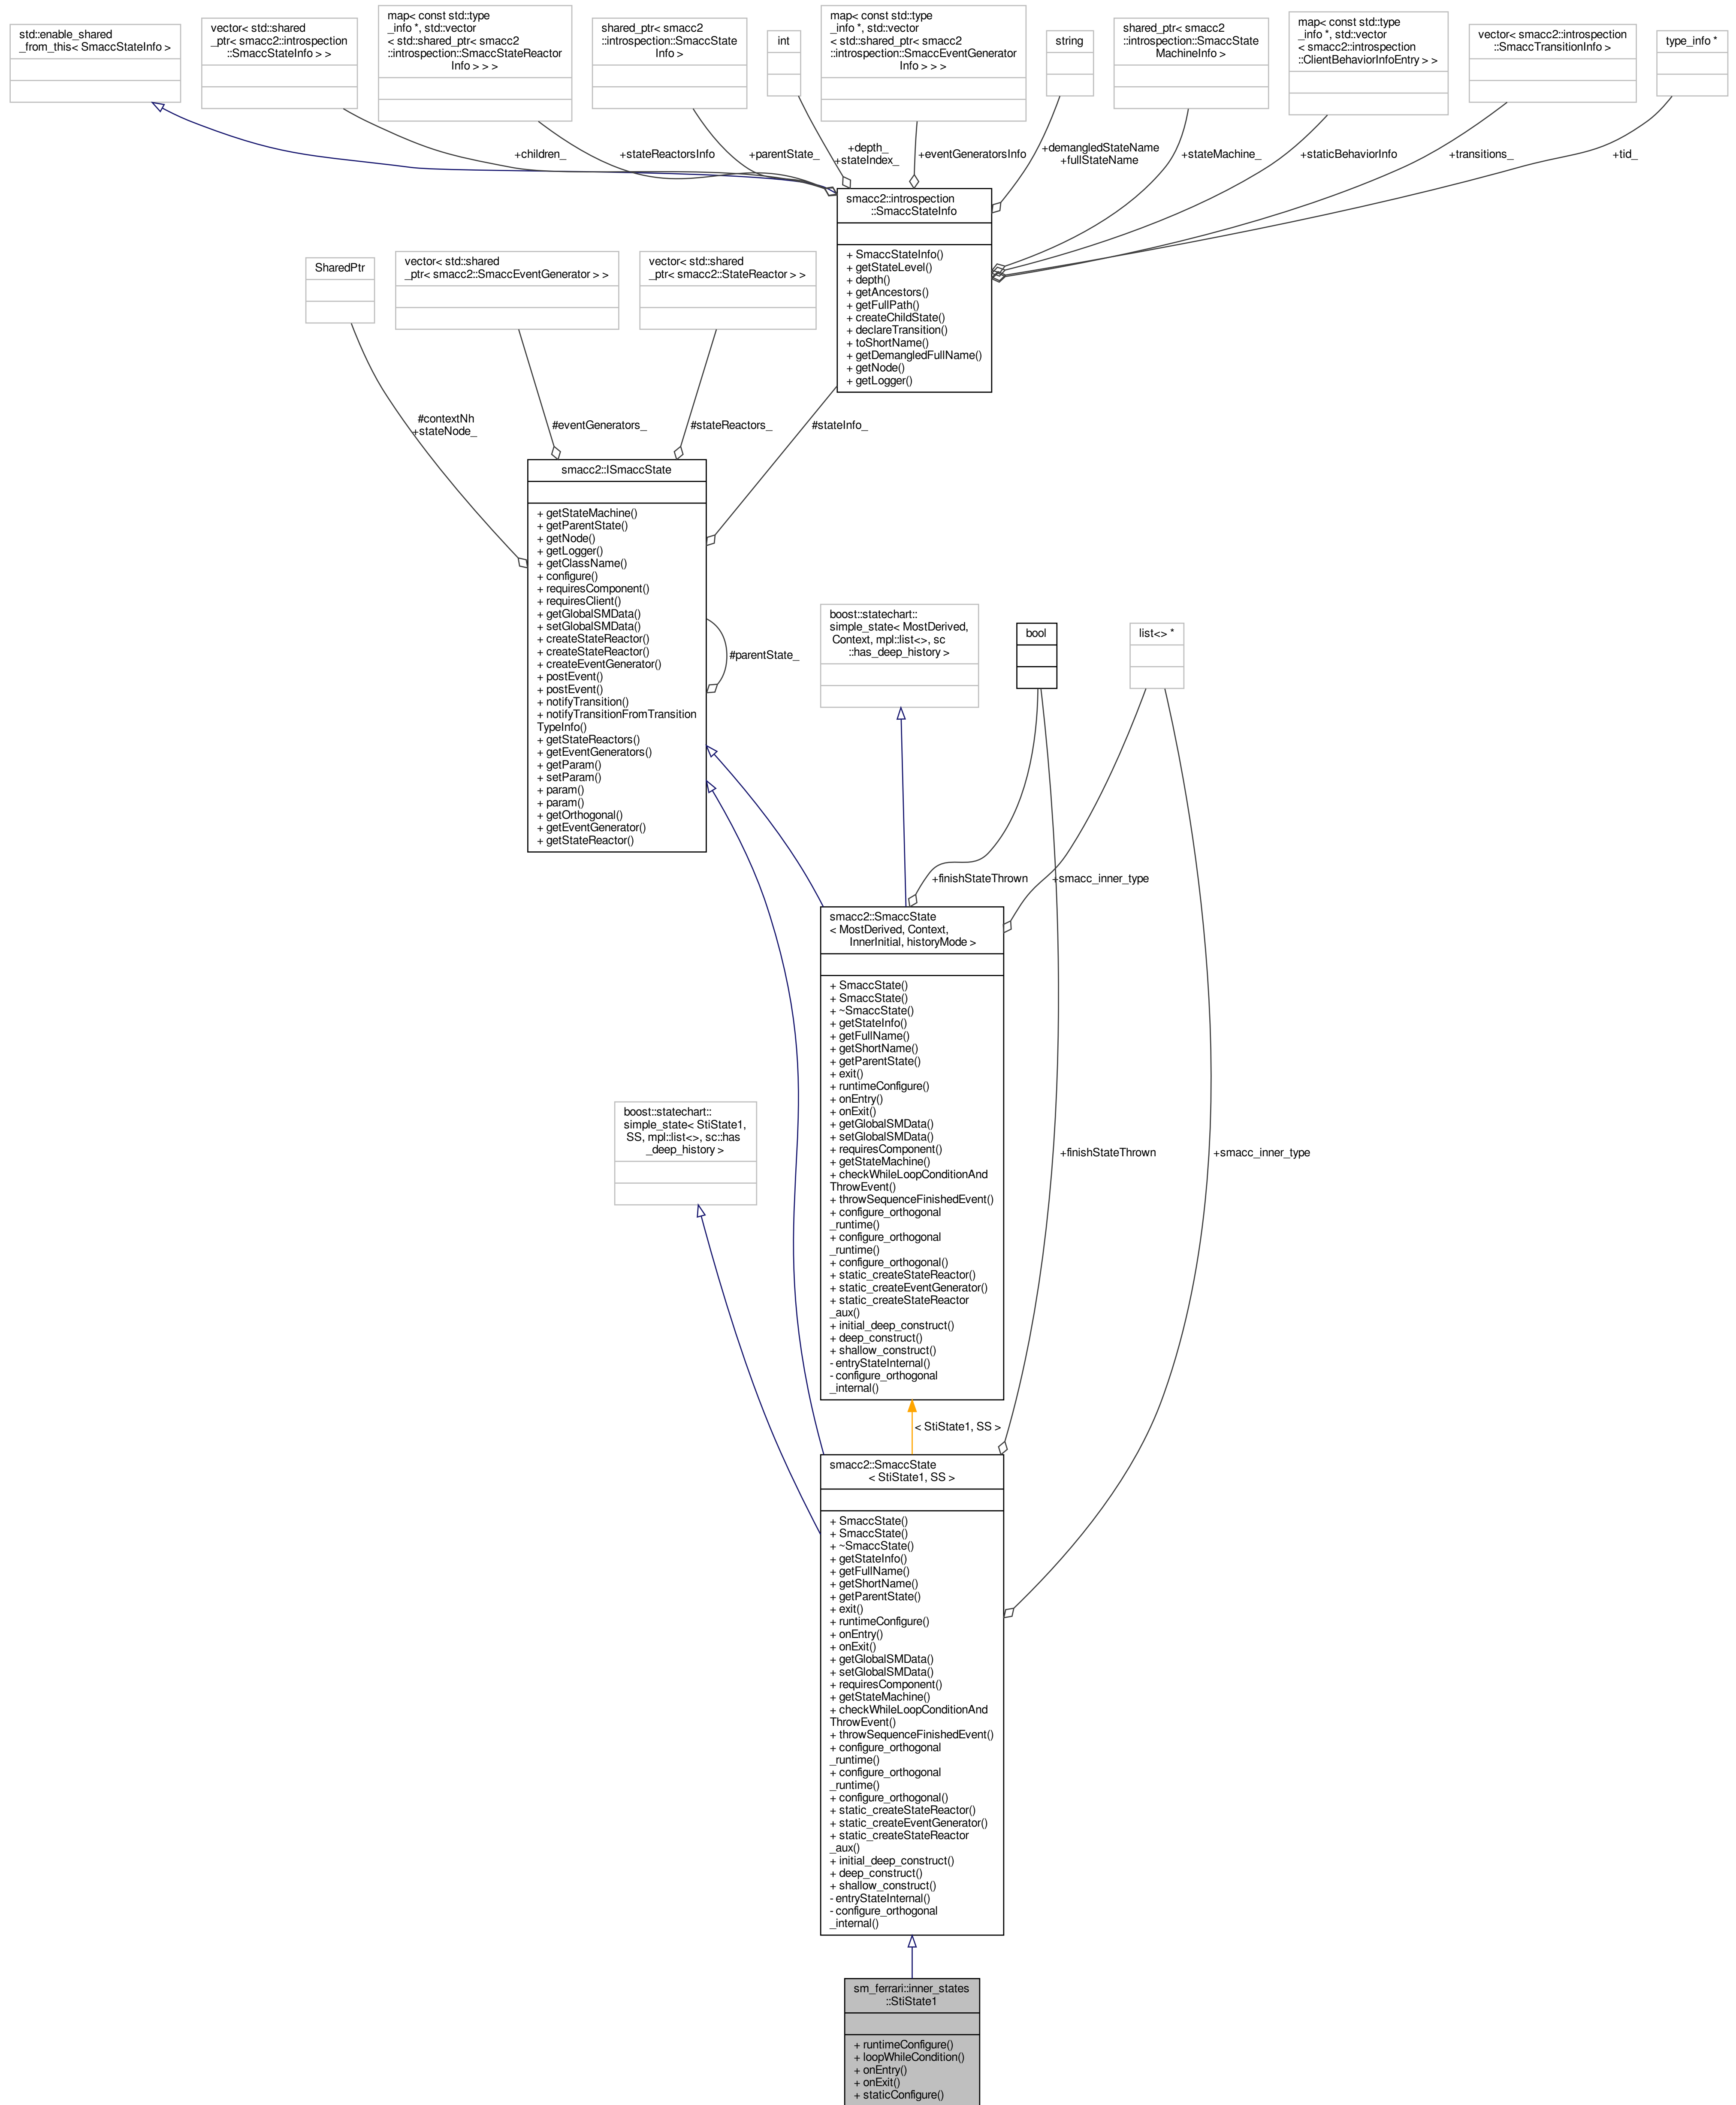 std::enable_shared
_from_this< SmaccStateInfo >
vector< std::shared
_ptr< smacc2::introspection
::SmaccStateInfo > >
map< const std::type
_info *, std::vector
< std::shared_ptr< smacc2
::introspection::SmaccStateReactor
Info > > >
shared_ptr< smacc2
::introspection::SmaccState
Info >
int
map< const std::type
_info *, std::vector
< std::shared_ptr< smacc2
::introspection::SmaccEventGenerator
Info > > >
string
shared_ptr< smacc2
::introspection::SmaccState
MachineInfo >
map< const std::type
_info *, std::vector
< smacc2::introspection
::ClientBehaviorInfoEntry > >
vector< smacc2::introspection
::SmaccTransitionInfo >
type_info *
+children_
+stateReactorsInfo
+parentState_
+depth_
+stateIndex_
+eventGeneratorsInfo
+demangledStateName
+fullStateName
+stateMachine_
+staticBehaviorInfo
+transitions_
+tid_
smacc2::introspection
::SmaccStateInfo
+ SmaccStateInfo()
+ getStateLevel()
+ depth()
+ getAncestors()
+ getFullPath()
+ createChildState()
+ declareTransition()
+ toShortName()
+ getDemangledFullName()
+ getNode()
+ getLogger()
SharedPtr
vector< std::shared
_ptr< smacc2::SmaccEventGenerator > >
vector< std::shared
_ptr< smacc2::StateReactor > >
#contextNh
+stateNode_
#eventGenerators_
#stateReactors_
#stateInfo_
smacc2::ISmaccState
+ getStateMachine()
+ getParentState()
+ getNode()
+ getLogger()
+ getClassName()
+ configure()
+ requiresComponent()
+ requiresClient()
+ getGlobalSMData()
+ setGlobalSMData()
+ createStateReactor()
+ createStateReactor()
+ createEventGenerator()
+ postEvent()
+ postEvent()
+ notifyTransition()
+ notifyTransitionFromTransition
TypeInfo()
+ getStateReactors()
+ getEventGenerators()
+ getParam()
+ setParam()
+ param()
+ param()
+ getOrthogonal()
+ getEventGenerator()
+ getStateReactor()
#parentState_
boost::statechart::
simple_state< MostDerived,
Context, mpl::list<>, sc
::has_deep_history >
bool
list<> *
+finishStateThrown
+smacc_inner_type
smacc2::SmaccState
< MostDerived, Context,
InnerInitial, historyMode >
+ SmaccState()
+ SmaccState()
+ ~SmaccState()
+ getStateInfo()
+ getFullName()
+ getShortName()
+ getParentState()
+ exit()
+ runtimeConfigure()
+ onEntry()
+ onExit()
+ getGlobalSMData()
+ setGlobalSMData()
+ requiresComponent()
+ getStateMachine()
+ checkWhileLoopConditionAnd
ThrowEvent()
+ throwSequenceFinishedEvent()
+ configure_orthogonal
_runtime()
+ configure_orthogonal
_runtime()
+ configure_orthogonal()
+ static_createStateReactor()
+ static_createEventGenerator()
+ static_createStateReactor
_aux()
+ initial_deep_construct()
+ deep_construct()
+ shallow_construct()
- entryStateInternal()
- configure_orthogonal
_internal()
boost::statechart::
simple_state< StiState1,
SS, mpl::list<>, sc::has
_deep_history >
+finishStateThrown
+smacc_inner_type
< StiState1, SS >
smacc2::SmaccState
< StiState1, SS >
+ SmaccState()
+ SmaccState()
+ ~SmaccState()
+ getStateInfo()
+ getFullName()
+ getShortName()
+ getParentState()
+ exit()
+ runtimeConfigure()
+ onEntry()
+ onExit()
+ getGlobalSMData()
+ setGlobalSMData()
+ requiresComponent()
+ getStateMachine()
+ checkWhileLoopConditionAnd
ThrowEvent()
+ throwSequenceFinishedEvent()
+ configure_orthogonal
_runtime()
+ configure_orthogonal
_runtime()
+ configure_orthogonal()
+ static_createStateReactor()
+ static_createEventGenerator()
+ static_createStateReactor
_aux()
+ initial_deep_construct()
+ deep_construct()
+ shallow_construct()
- entryStateInternal()
- configure_orthogonal
_internal()
sm_ferrari::inner_states
::StiState1
+ runtimeConfigure()
+ loopWhileCondition()
+ onEntry()
+ onExit()
+ staticConfigure()